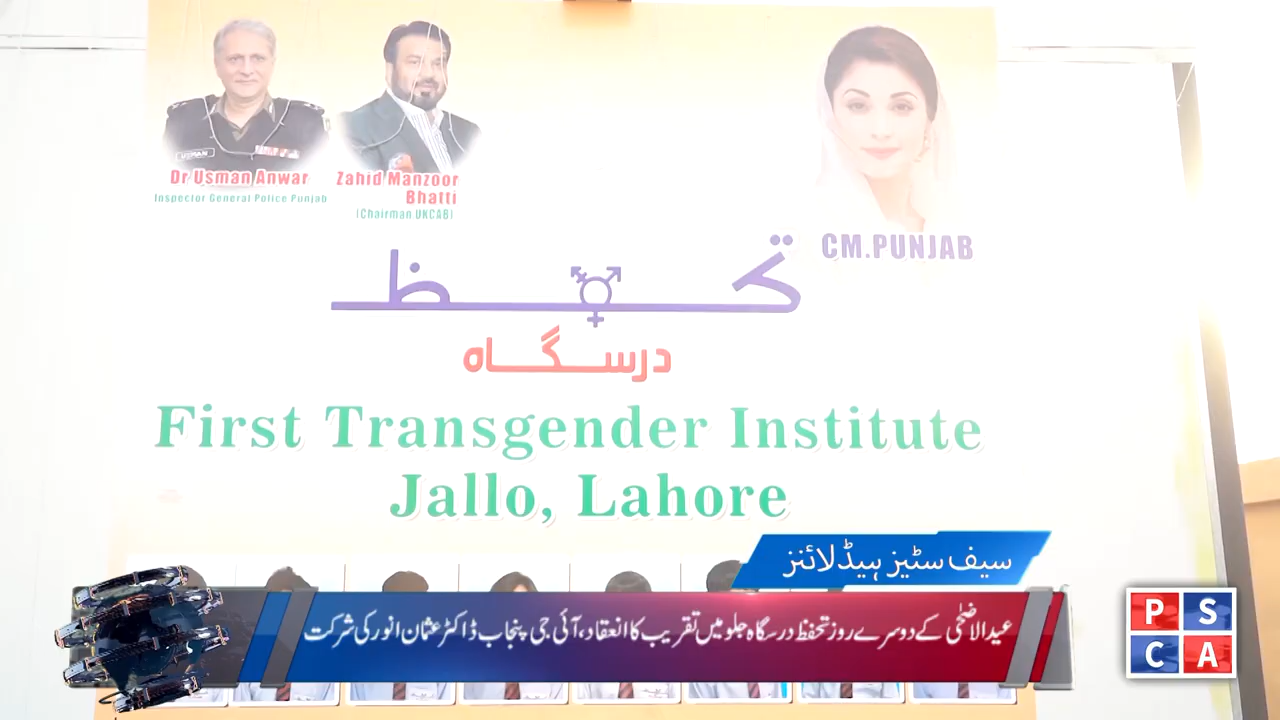 USMAN
Dr Usman Anwar
Inspector General Police Punjab
Zahid Manzoor
Bhatti
(Chairman UKCAB)
CM.PUNJAB
تحفظ
درسگاہ
First Transgender Institute
Jallo, Lahore
سیف سٹیز ہیڈلائنز
عیدالاضحٰی کے دوسرے روز تحفظ درسگاہ جلو میں تقریب کا انعقاد، آئی جی پنجاب ڈاکٹر عثمان انور کی شرکت
P S
C A